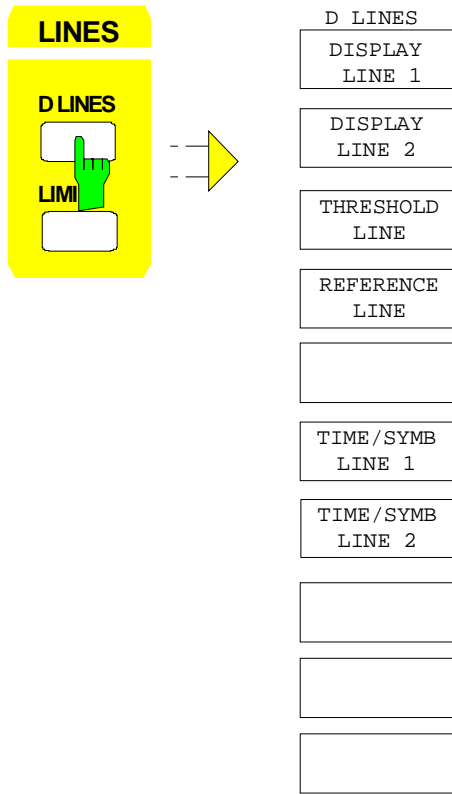 LINES
D LINES
LIMI
D LINES
DISPLAY
LINE 1
DISPLAY
LINE 2
THRESHOLD
LINE
REFERENCE
LINE
TIME/SYMB
LINE 1
TIME/SYMB
LINE 2